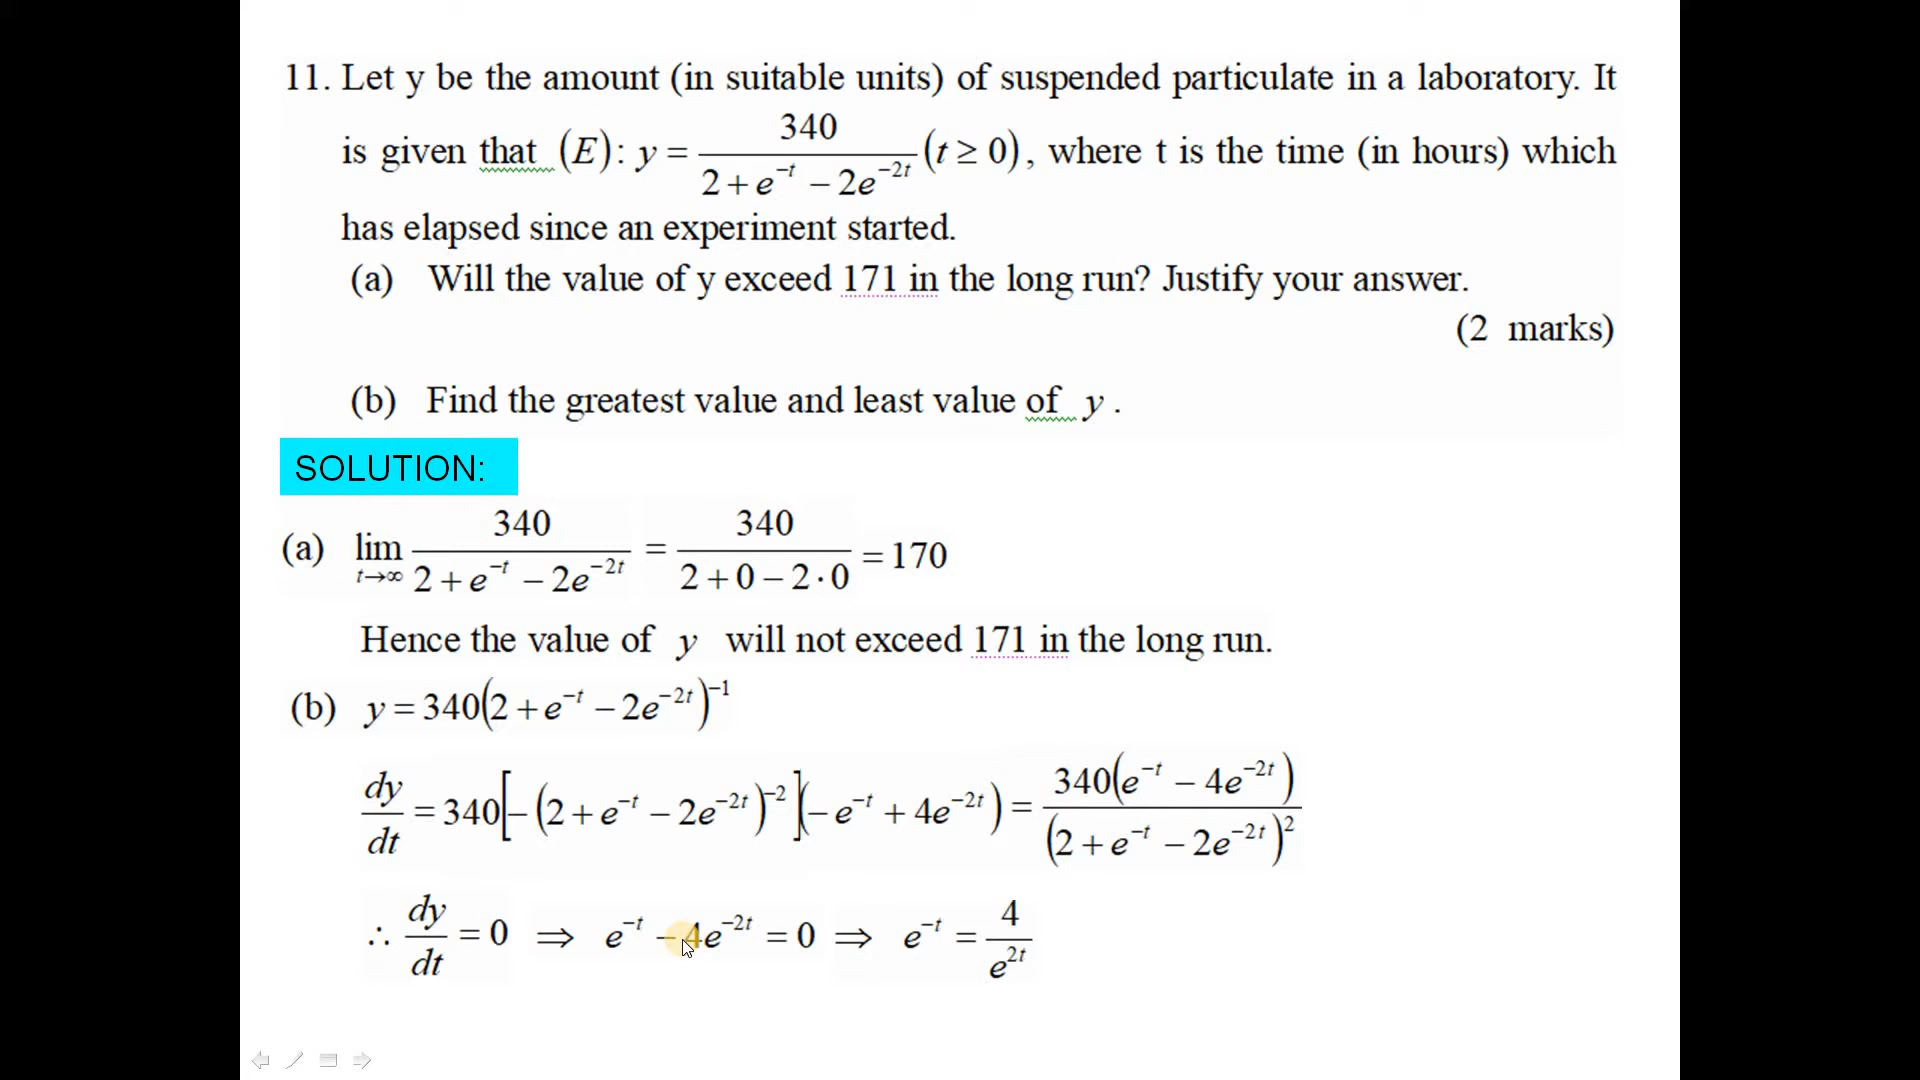 11. Let y be the amount (in suitable units) of suspended particulate in a laboratory. It
is given that (E): y = 340/(2 + e^{-t} − 2e^{-2t}) (t ≥ 0), where t is the time (in hours) which
has elapsed since an experiment started.
(a) Will the value of y exceed 171 in the long run? Justify your answer.
(2 marks)
(b) Find the greatest value and least value of y .
SOLUTION:
(a) lim_{t→∞} 340/(2 + e^{-t} − 2e^{-2t}) = 340/(2 + 0 − 2·0) = 170
Hence the value of y will not exceed 171 in the long run.
(b) y = 340(2 + e^{-t} − 2e^{-2t})^{-1}
dy/dt = 340[−(2 + e^{-t} − 2e^{-2t})^{-2}](−e^{-t} + 4e^{-2t}) = 340(e^{-t} − 4e^{-2t})/(2 + e^{-t} − 2e^{-2t})^{2}
∴ dy/dt = 0 ⇒ e^{-t} − 4e^{-2t} = 0 ⇒ e^{-t} = 4/e^{2t}